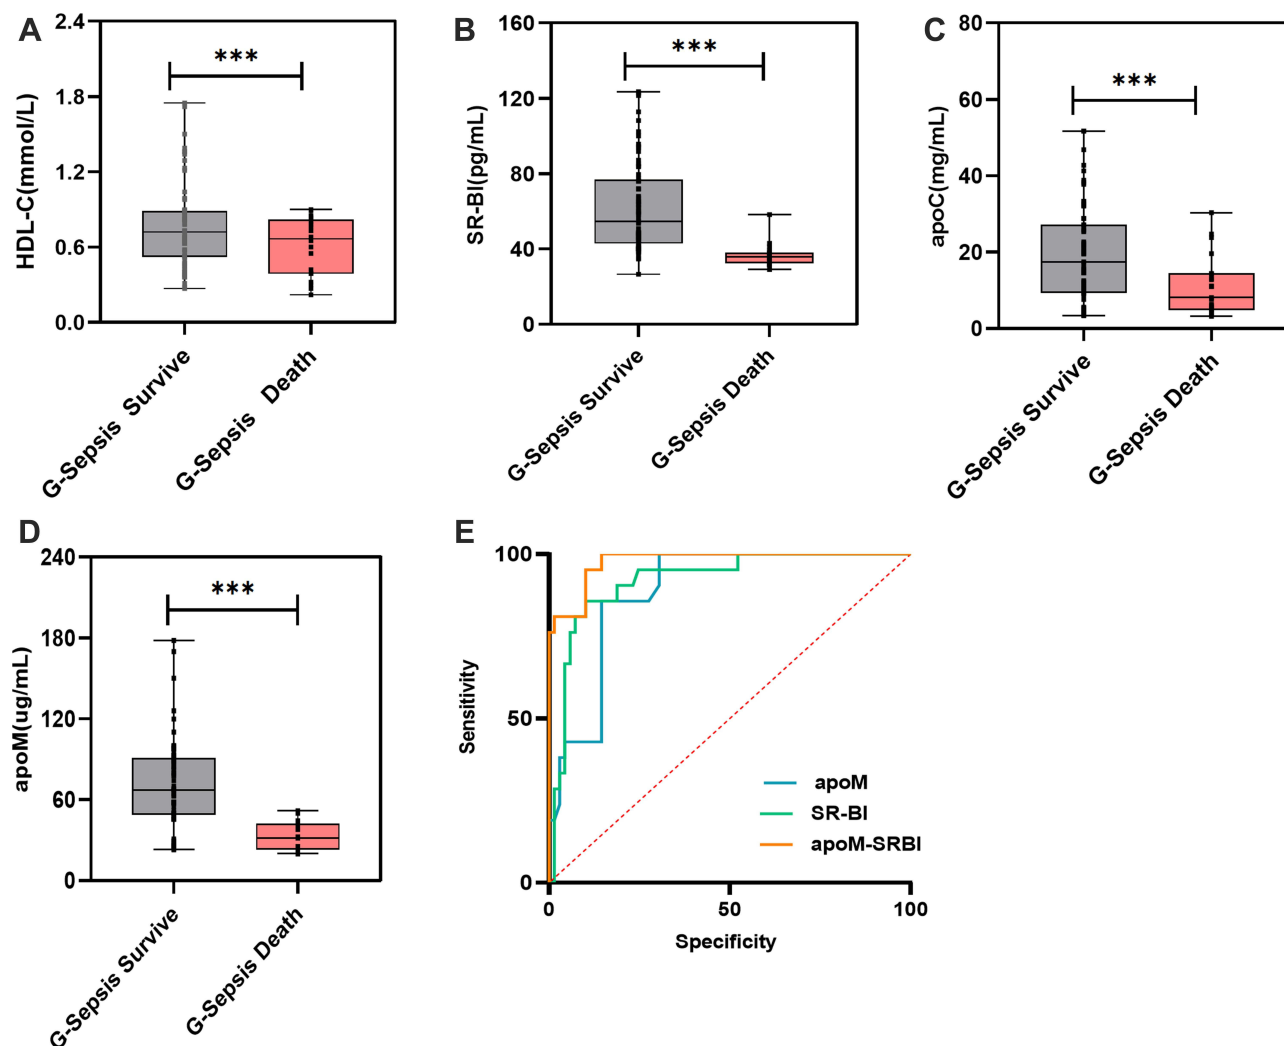 A
HDL-C(mmol/L)
2.4
1.8
1.2
0.6
0.0
***
G-Sepsis Survive
G-Sepsis Death
B
SR-BI(pg/mL)
160
120
80
40
0
***
G-Sepsis Survive
G-Sepsis Death
C
apoC(mg/mL)
80
60
40
20
0
***
G-Sepsis Survive
G-Sepsis Death
D
apoM(ug/mL)
240
180
120
60
0
***
G-Sepsis Survive
G-Sepsis Death
E
Sensitivity
100
50
0
apoM
SR-BI
apoM-SRBI
0
50
100
Specificity